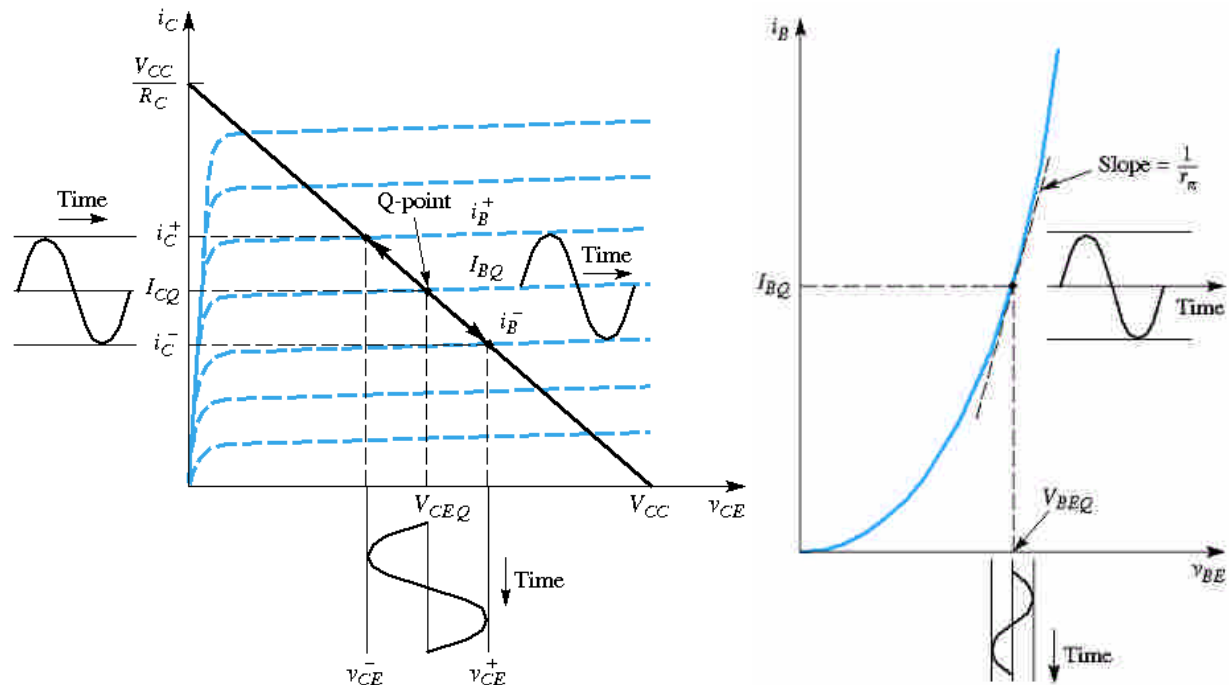 i_C
V_CC
R_C
Time
Q-point
i_C^+
i_B^+
Time
I_CQ
I_BQ
i_C^-
i_B^-
V_CEQ
V_CC
v_CE
Time
v_CE^-
v_CE^+
i_B
Slope = 1/r_π
I_BQ
Time
V_BEQ
v_BE
Time